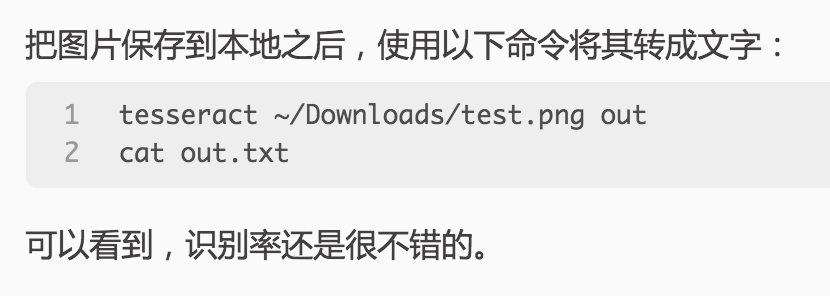 把图片保存到本地之后，使用以下命令将其转成文字：
1 tesseract ~/Downloads/test.png out
2 cat out.txt
可以看到，识别率还是很不错的。